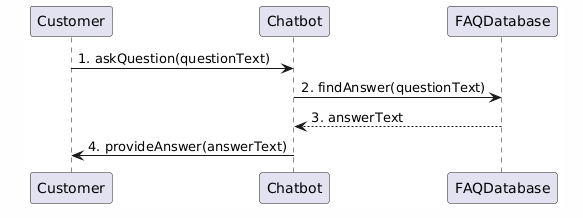 Customer Chatbot FAQDatabase
1. askQuestion(questionText)
2. findAnswer(questionText)
3. answerText
4. provideAnswer(answerText)
Customer Chatbot FAQDatabase